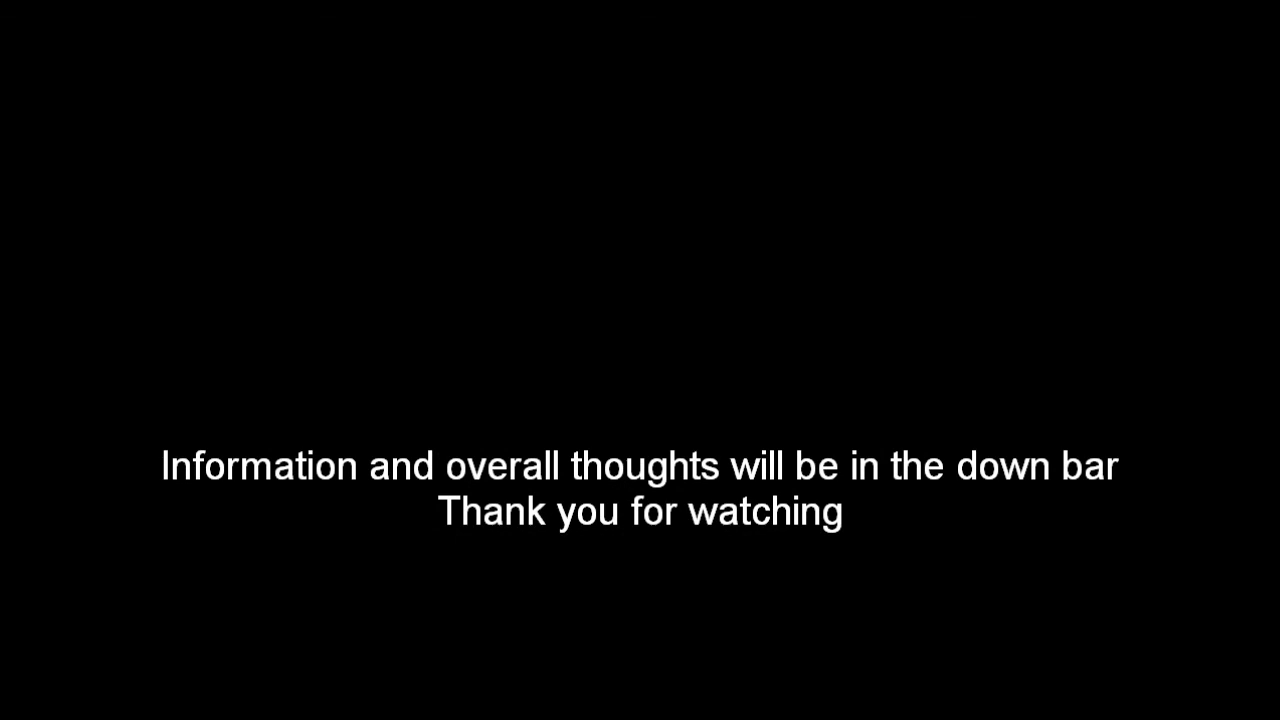 Information and overall thoughts will be in the down bar
Thank you for watching